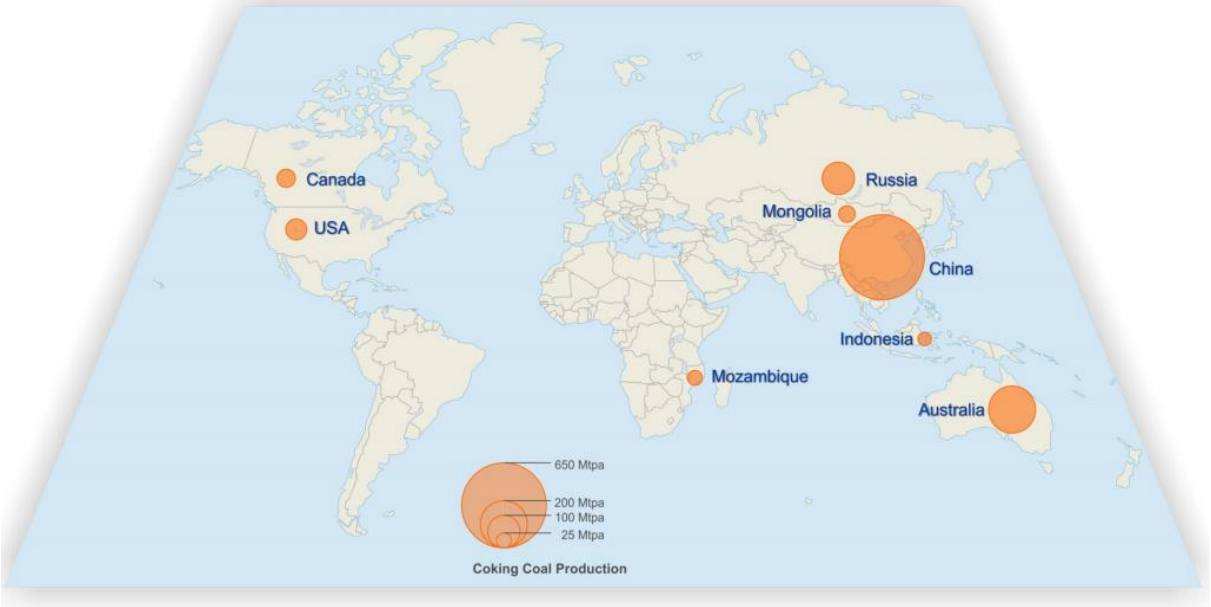 Canada
Russia
Mongolia
USA
China
Indonesia
Mozambique
Australia
650 Mtpa
200 Mtpa
100 Mtpa
25 Mtpa
Coking Coal Production